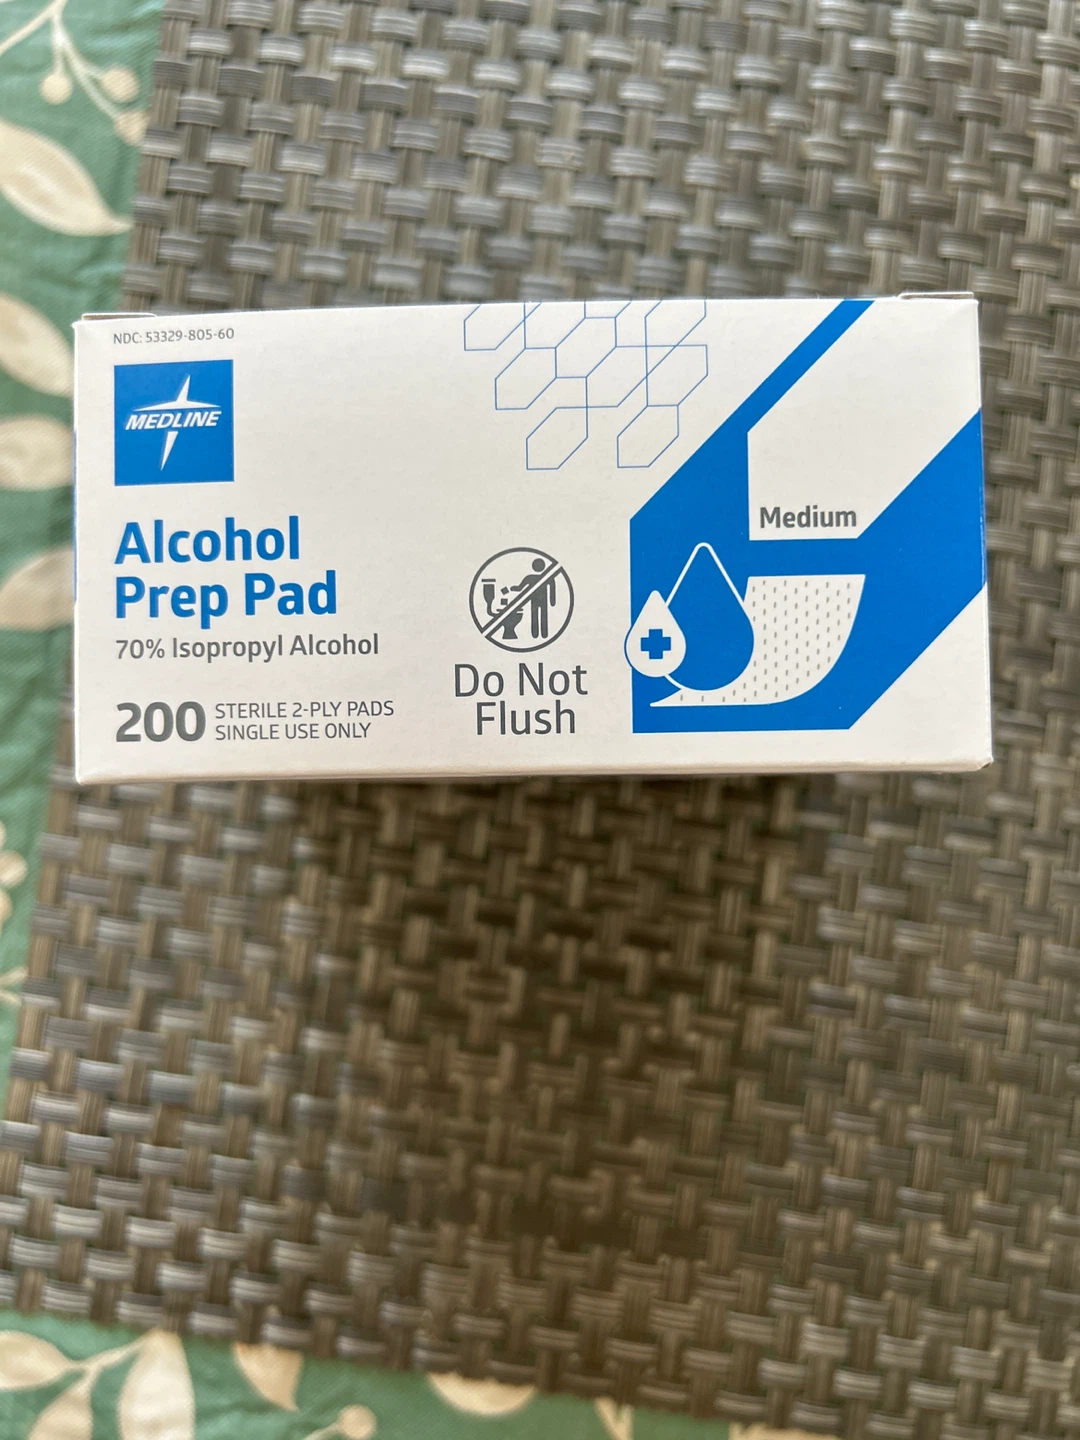 NDC: 53329-805-60
MEDLINE
Alcohol
Prep Pad
70% Isopropyl Alcohol
200 STERILE 2-PLY PADS
SINGLE USE ONLY
Do Not
Flush
Medium